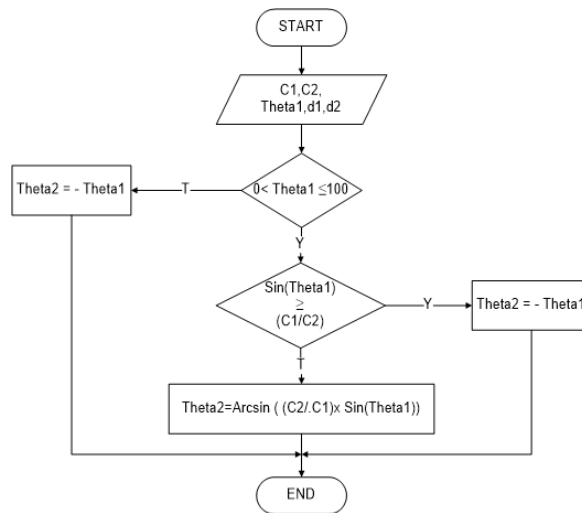 START
C1,C2,
Theta1,d1,d2
0< Theta1 ≤100
T
Theta2 = - Theta1
Y
Sin(Theta1)
≥
(C1/C2)
Y
Theta2 = - Theta1
T
Theta2=Arcsin ( (C2/.C1)x Sin(Theta1))
END